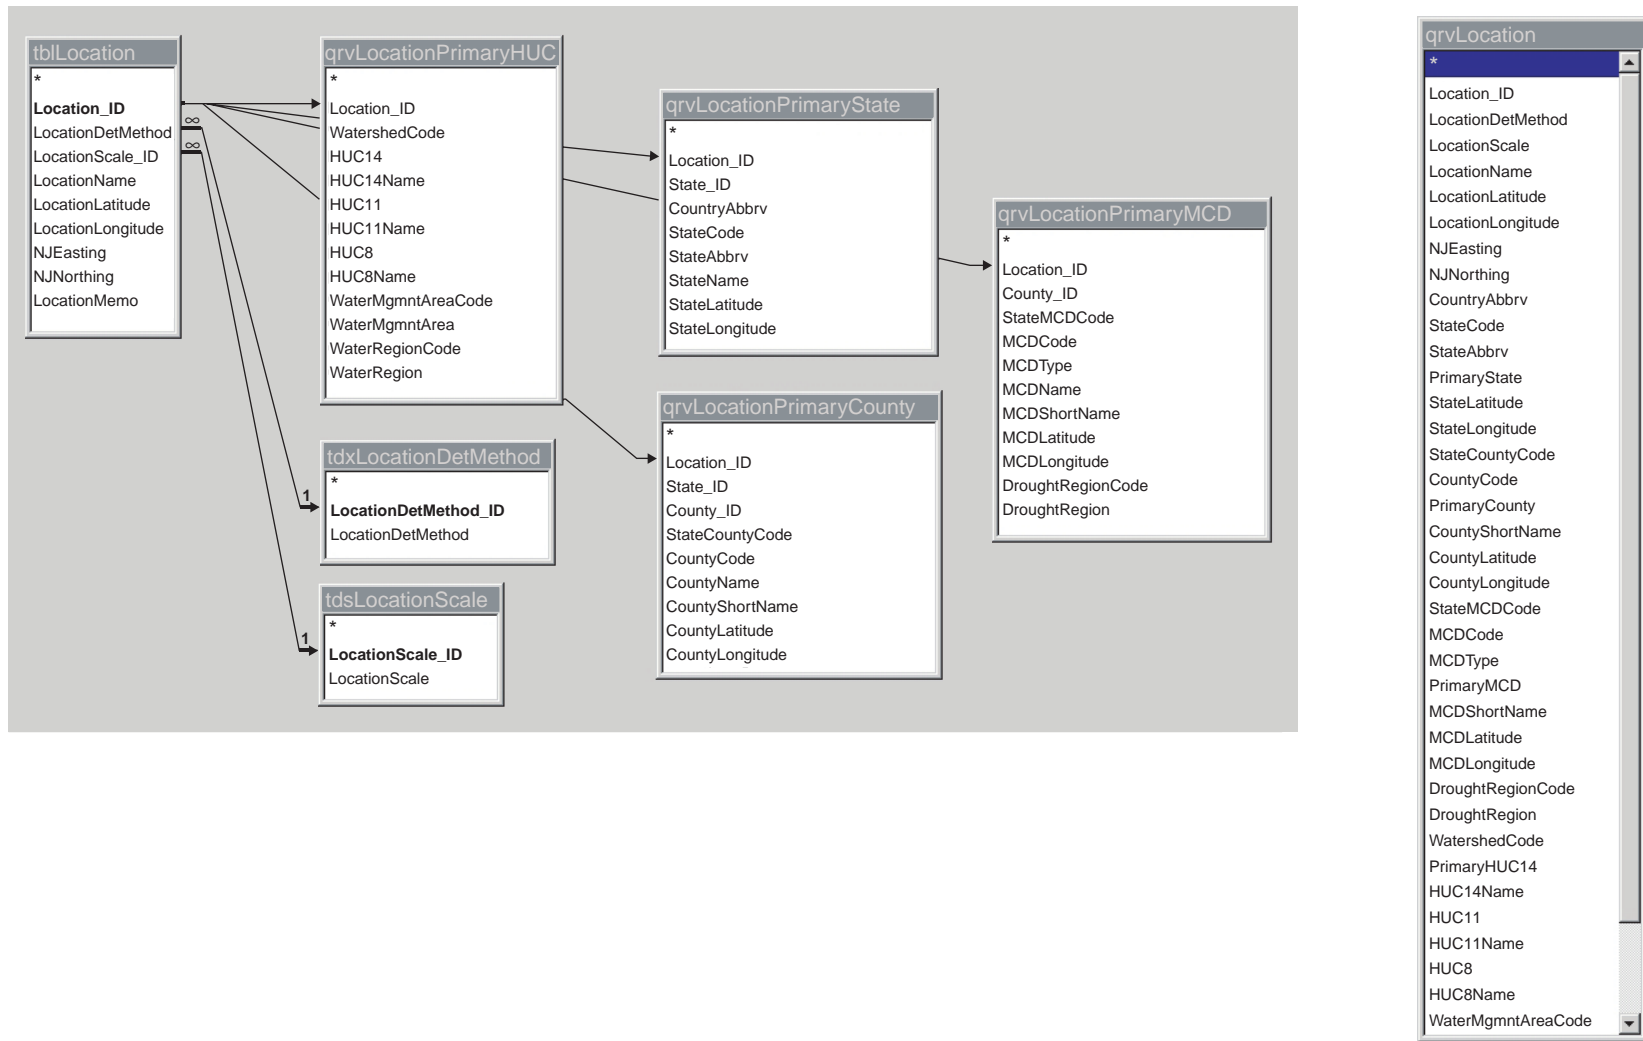 tblLocation
*
Location_ID
LocationDetMethod
LocationScale_ID
LocationName
LocationLatitude
LocationLongitude
NJEasting
NJNorthing
LocationMemo
∞
∞
qrvLocationPrimaryHUC
*
Location_ID
WatershedCode
HUC14
HUC14Name
HUC11
HUC11Name
HUC8
HUC8Name
WaterMgmntAreaCode
WaterMgmntArea
WaterRegionCode
WaterRegion
1
tdxLocationDetMethod
*
LocationDetMethod_ID
LocationDetMethod
1
tdsLocationScale
*
LocationScale_ID
LocationScale
qrvLocationPrimaryState
*
Location_ID
State_ID
CountryAbbrv
StateCode
StateAbbrv
StateName
StateLatitude
StateLongitude
qrvLocationPrimaryCounty
*
Location_ID
State_ID
County_ID
StateCountyCode
CountyCode
CountyName
CountyShortName
CountyLatitude
CountyLongitude
qrvLocationPrimaryMCD
*
Location_ID
County_ID
StateMCDCode
MCDCode
MCDType
MCDName
MCDShortName
MCDLatitude
MCDLongitude
DroughtRegionCode
DroughtRegion
qrvLocation
*
Location_ID
LocationDetMethod
LocationScale
LocationName
LocationLatitude
LocationLongitude
NJEasting
NJNorthing
CountryAbbrv
StateCode
StateAbbrv
PrimaryState
StateLatitude
StateLongitude
StateCountyCode
CountyCode
PrimaryCounty
CountyShortName
CountyLatitude
CountyLongitude
StateMCDCode
MCDCode
MCDType
PrimaryMCD
MCDShortName
MCDLatitude
MCDLongitude
DroughtRegionCode
DroughtRegion
WatershedCode
PrimaryHUC14
HUC14Name
HUC11
HUC11Name
HUC8
HUC8Name
WaterMgmntAreaCode